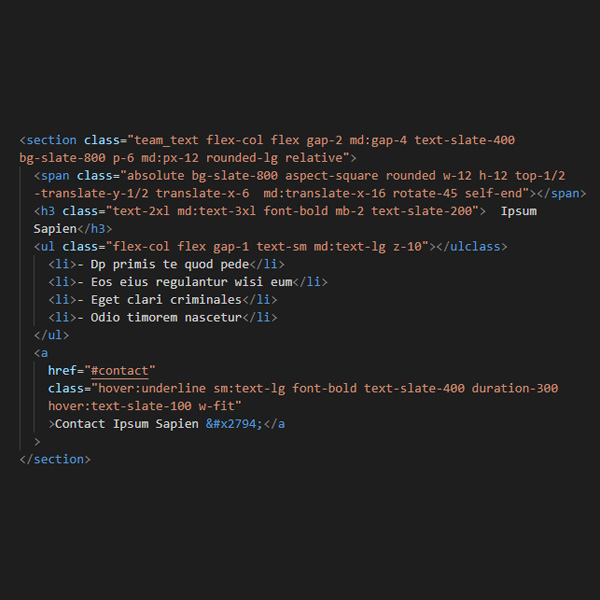 <section class="team_text flex-col flex gap-2 md:gap-4 text-slate-400
bg-slate-800 p-6 md:px-12 rounded-lg relative">
<span class="absolute bg-slate-800 aspect-square rounded w-12 h-12 top-1/2
-translate-y-1/2 translate-x-6  md:translate-x-16 rotate-45 self-end"></span>
<h3 class="text-2xl md:text-3xl font-bold mb-2 text-slate-200">  Ipsum
Sapien</h3>
<ul class="flex-col flex gap-1 text-sm md:text-lg z-10"></ulclass>
<li>- Dp primis te quod pede</li>
<li>- Eos eius regulantur wisi eum</li>
<li>- Eget clari criminales</li>
<li>- Odio timorem nascetur</li>
</ul>
<a
href="#contact"
class="hover:underline sm:text-lg font-bold text-slate-400 duration-300
hover:text-slate-100 w-fit"
>Contact Ipsum Sapien &#x2794;</a
>
</section>